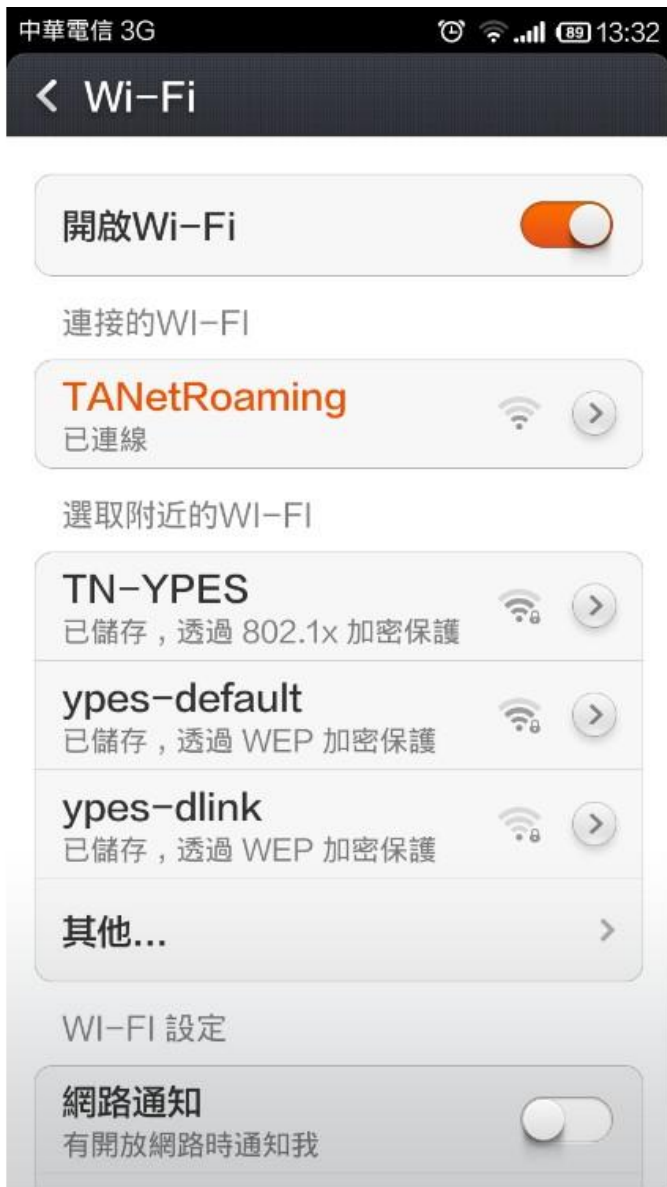 中華電信 3G 89 13:32
Wi-Fi
開啟Wi-Fi
連接的WI-FI
TANetRoaming
已連線
選取附近的WI-FI
TN-YPES
已儲存，透過 802.1x 加密保護
ypes-default
已儲存，透過 WEP 加密保護
ypes-dlink
已儲存，透過 WEP 加密保護
其他...
WI-FI 設定
網路通知
有開放網路時通知我